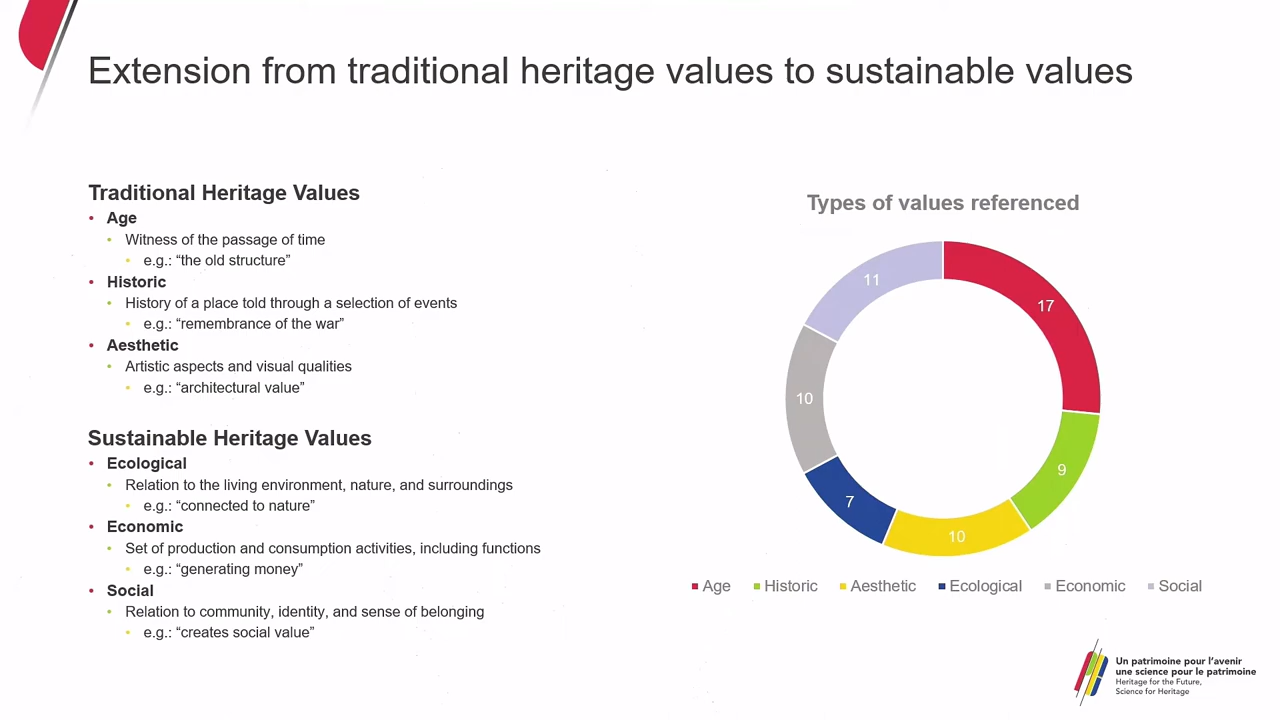 Extension from traditional heritage values to sustainable values
Traditional Heritage Values
• Age
• Witness of the passage of time
• e.g.: “the old structure”
• Historic
• History of a place told through a selection of events
• e.g.: “remembrance of the war”
• Aesthetic
• Artistic aspects and visual qualities
• e.g.: “architectural value”
Sustainable Heritage Values
• Ecological
• Relation to the living environment, nature, and surroundings
• e.g.: “connected to nature”
• Economic
• Set of production and consumption activities, including functions
• e.g.: “generating money”
• Social
• Relation to community, identity, and sense of belonging
• e.g.: “creates social value”
Types of values referenced
11
17
10
9
7
10
Age Historic Aesthetic Ecological Economic Social
Un patrimoine pour l’avenir
une science pour le patrimoine
Heritage for the Future,
Science for Heritage